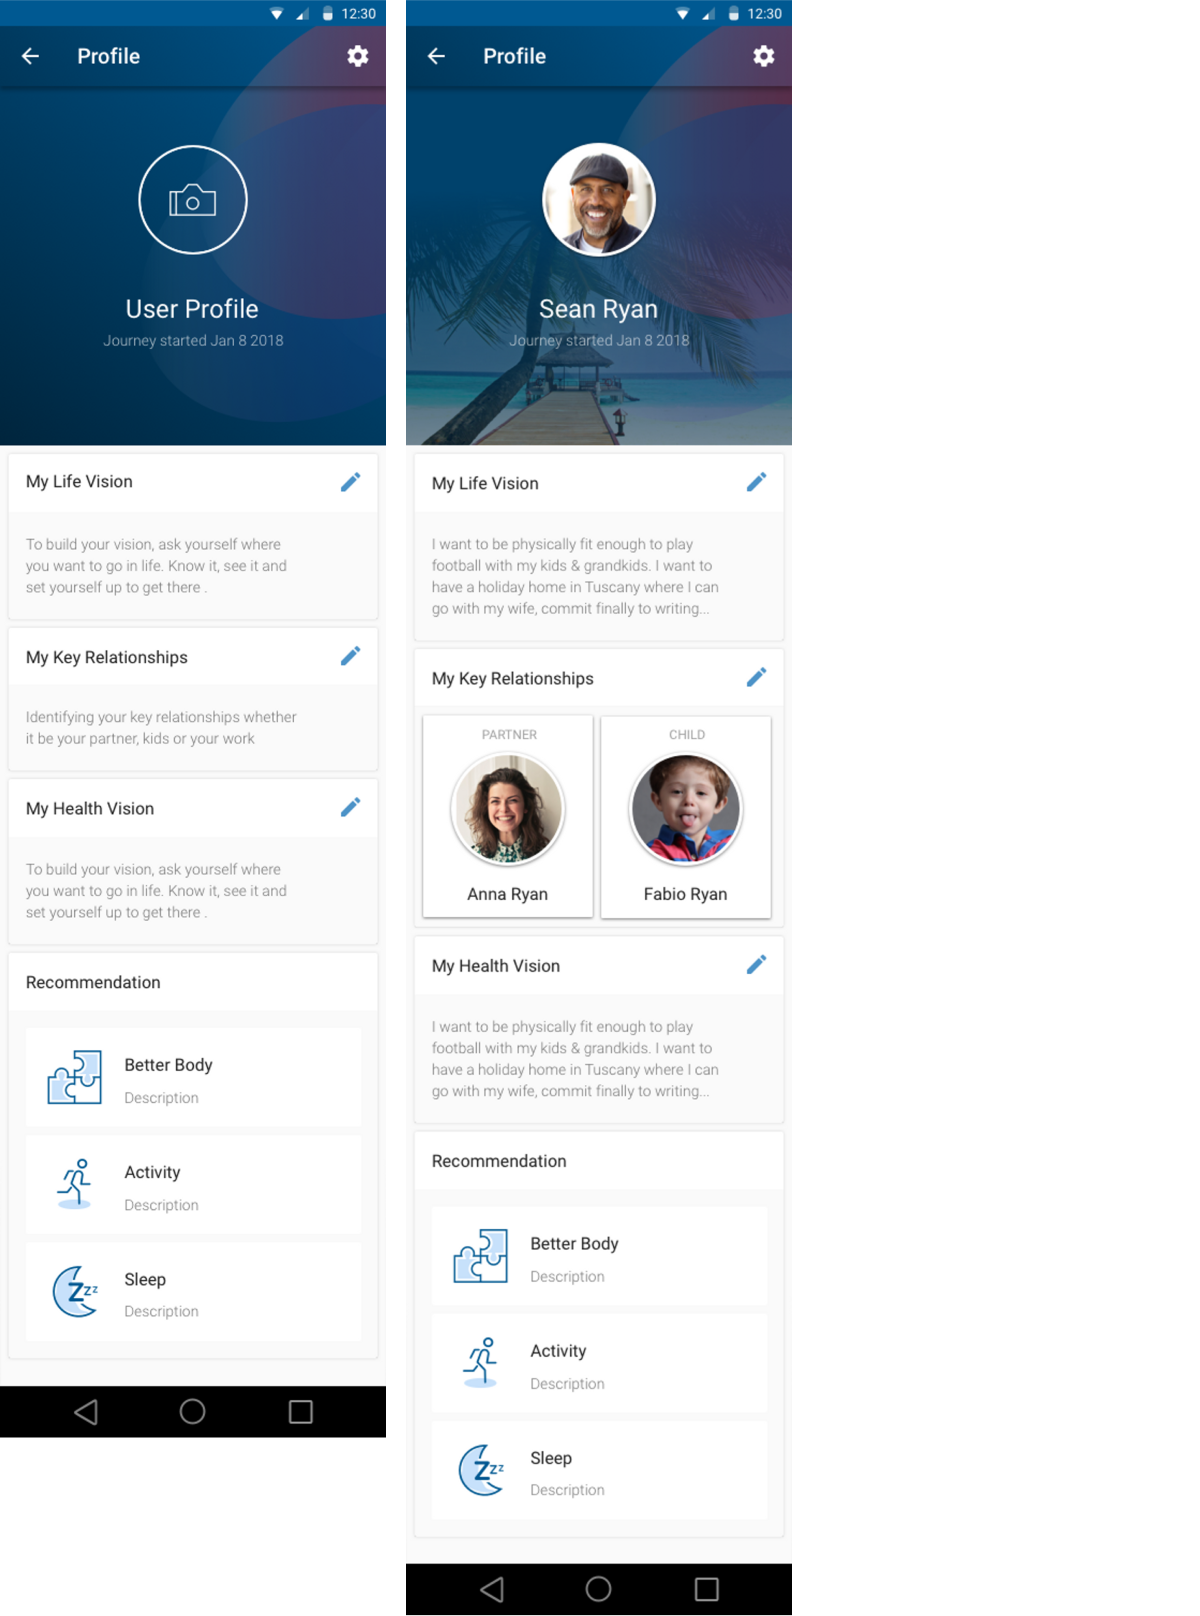 12:30
Profile
User Profile
Journey started Jan 8 2018
My Life Vision
To build your vision, ask yourself where
you want to go in life. Know it, see it and
set yourself up to get there .
My Key Relationships
Identifying your key relationships whether
it be your partner, kids or your work
My Health Vision
To build your vision, ask yourself where
you want to go in life. Know it, see it and
set yourself up to get there .
Recommendation
Better Body
Description
Activity
Description
Zzz
Sleep
Description
12:30
Profile
Sean Ryan
Journey started Jan 8 2018
My Life Vision
I want to be physically fit enough to play
football with my kids & grandkids. I want to
have a holiday home in Tuscany where I can
go with my wife, commit finally to writing...
My Key Relationships
PARTNER
Anna Ryan
CHILD
Fabio Ryan
My Health Vision
I want to be physically fit enough to play
football with my kids & grandkids. I want to
have a holiday home in Tuscany where I can
go with my wife, commit finally to writing...
Recommendation
Better Body
Description
Activity
Description
Zzz
Sleep
Description